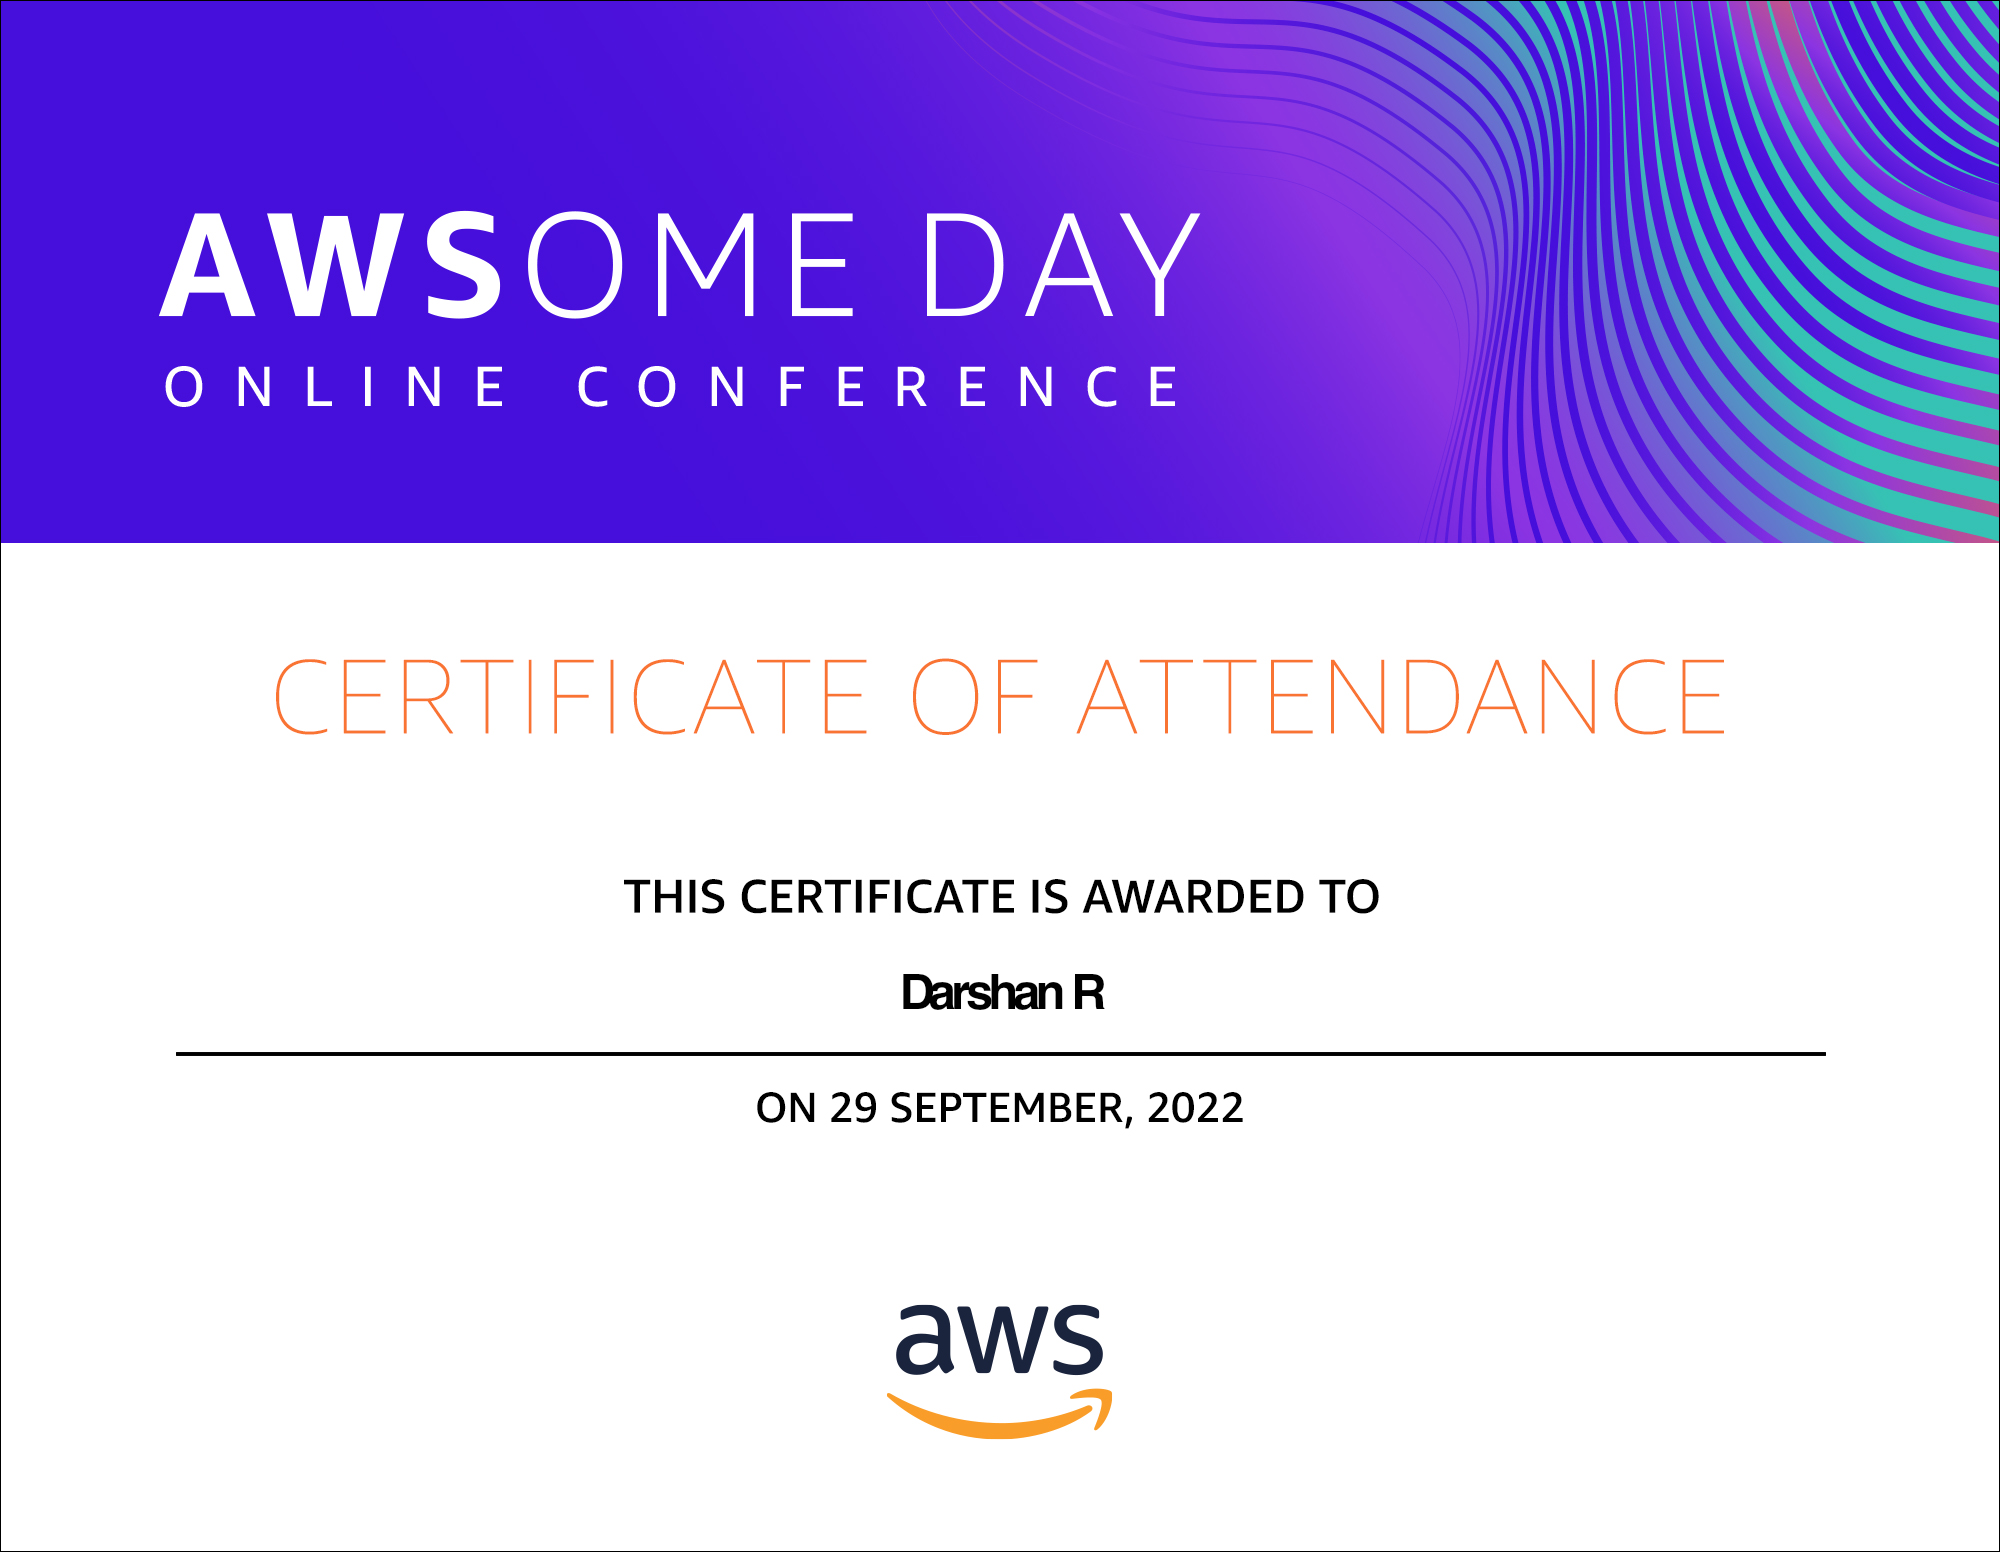 AWSOME DAY
ONLINE CONFERENCE
CERTIFICATE OF ATTENDANCE
THIS CERTIFICATE IS AWARDED TO
Darshan R
ON 29 SEPTEMBER, 2022
aws